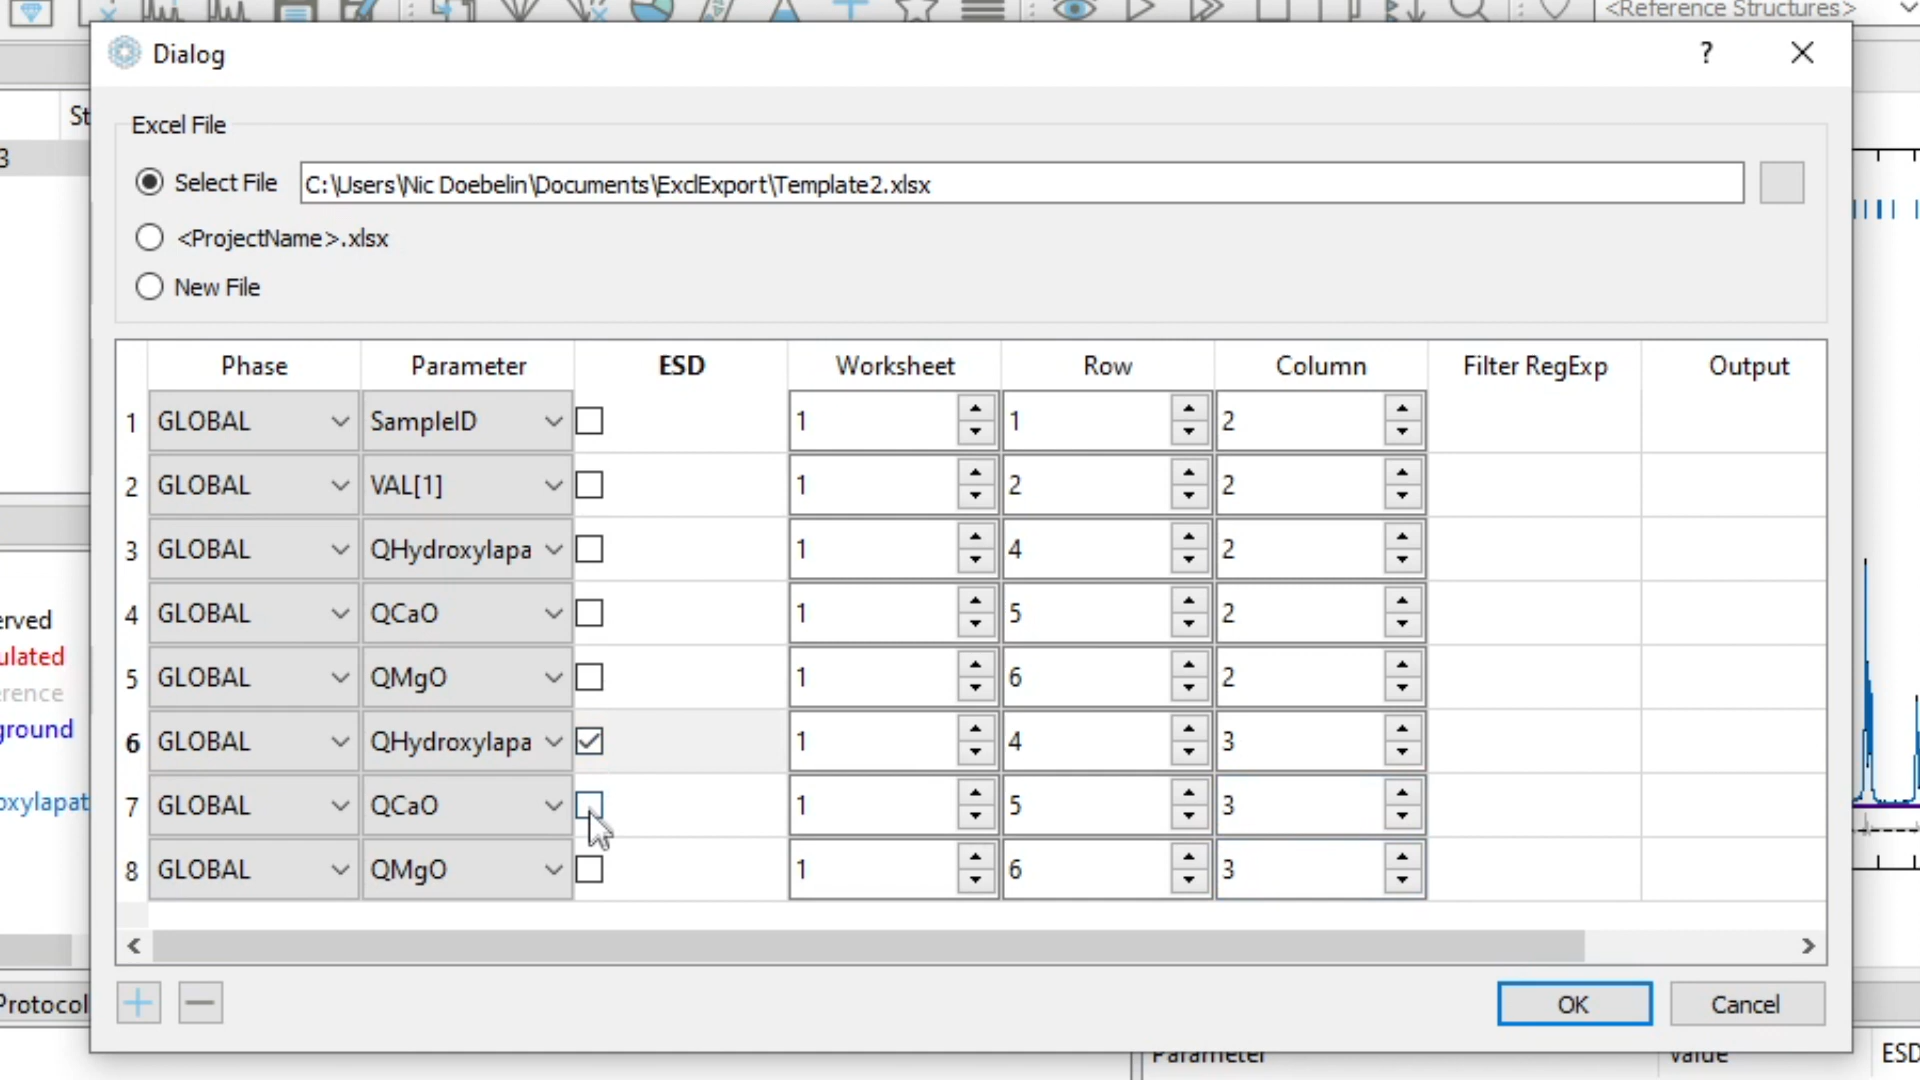 <Reference Structures>
Dialog
?
St
Excel File
3
Select File
C:\Users\Nic Doebelin\Documents\ExclExport\Template2.xlsx
<ProjectName>.xlsx
New File
Phase Parameter ESD Worksheet Row Column Filter RegExp Output
1 GLOBAL SampleID 1 1 2
2 GLOBAL VAL[1] 1 2 2
3 GLOBAL QHydroxylapa 1 4 2
4 GLOBAL QCaO 1 5 2
5 GLOBAL QMgO 1 6 2
6 GLOBAL QHydroxylapa 1 4 3
7 GLOBAL QCaO 1 5 3
8 GLOBAL QMgO 1 6 3
erved
ulated
erence
ground
oxylapat
Protocol
OK
Cancel
Parameter Value ESD